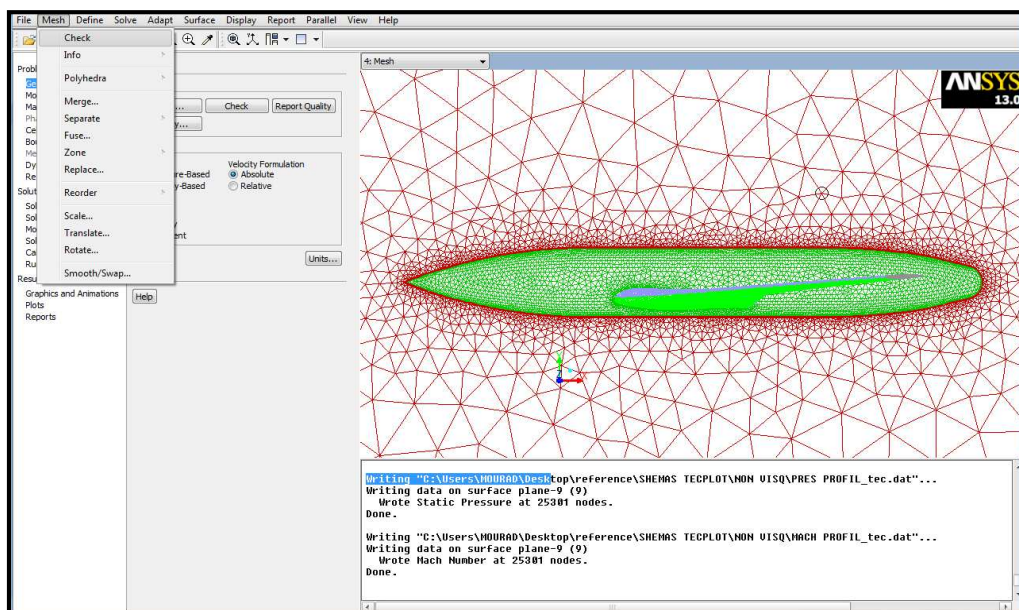 File Mesh Define Solve Adapt Surface Display Report Parallel View Help
Check
Info
Polyhedra
Merge...
Separate
Fuse...
Zone
Replace...
Reorder
Scale...
Translate...
Rotate...
Smooth/Swap...
Graphics and Animations
Plots
Reports
Check
Report Quality
Velocity Formulation
Absolute
Relative
Units...
Help
4: Mesh
ANSYS
13.0
Writing "C:\Users\MOURAD\Desktop\reference\SHEMAS TECPLOT\NON VISQ\PRES PROFIL_tec.dat"...
Writing data on surface plane-9 (9)
Wrote Static Pressure at 25301 nodes.
Done.
Writing "C:\Users\MOURAD\Desktop\reference\SHEMAS TECPLOT\NON VISQ\MACH PROFIL_tec.dat"...
Writing data on surface plane-9 (9)
Wrote Mach Number at 25301 nodes.
Done.